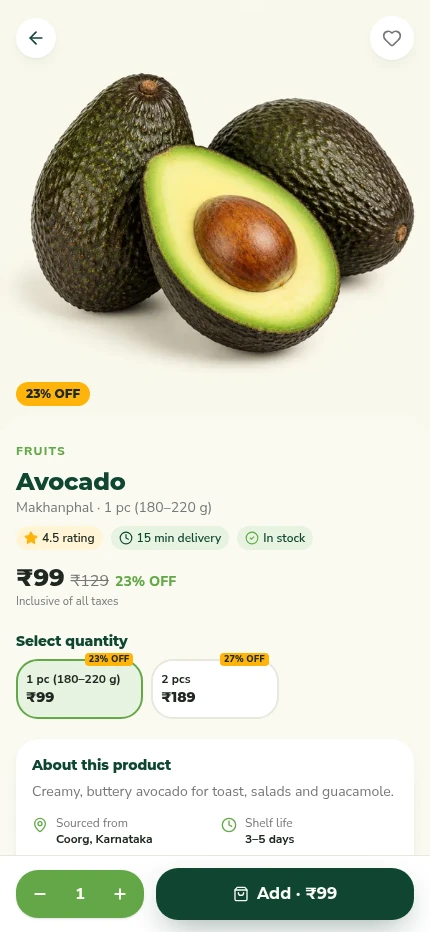 23% OFF
FRUITS
Avocado
Makhanphal · 1 pc (180–220 g)
4.5 rating
15 min delivery
In stock
₹99 ₹129 23% OFF
Inclusive of all taxes
Select quantity
23% OFF
1 pc (180–220 g)
₹99
27% OFF
2 pcs
₹189
About this product
Creamy, buttery avocado for toast, salads and guacamole.
Sourced from
Coorg, Karnataka
Shelf life
3–5 days
− 1 +
Add · ₹99